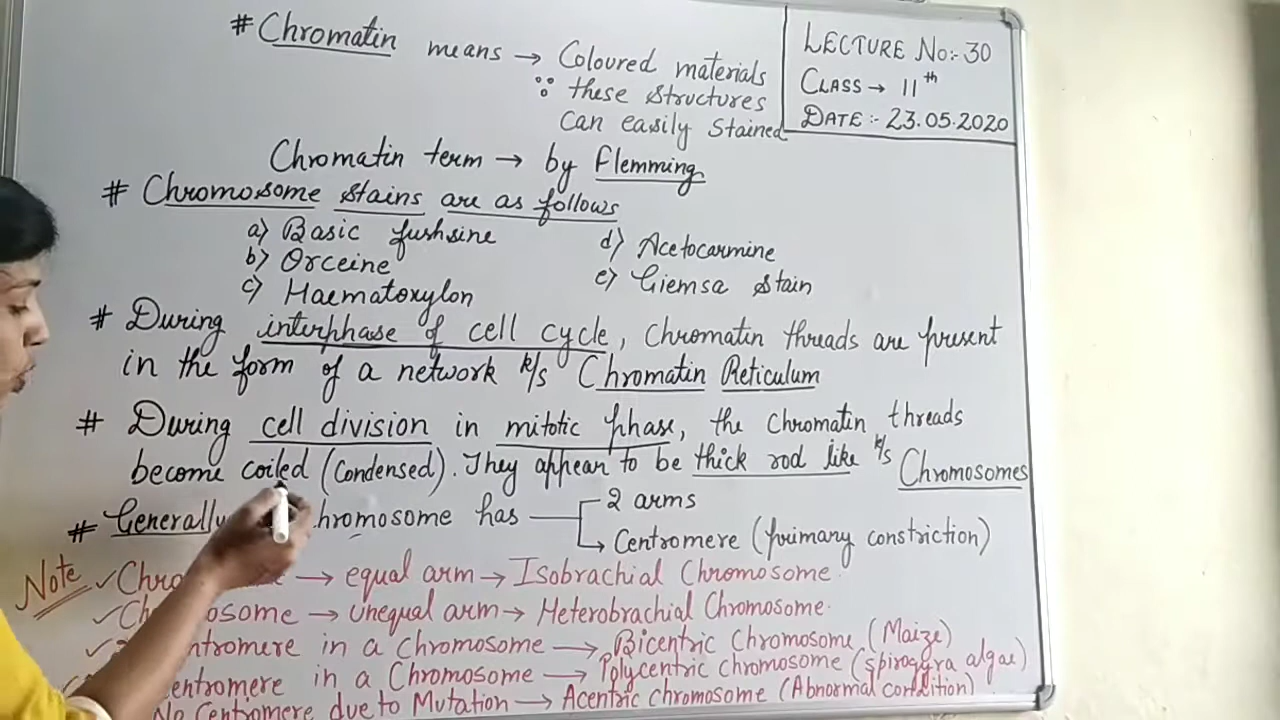 # Chromatin means → Coloured materials
∵ these structures
can easily stained
LECTURE No:- 30
CLASS → 11th
DATE :- 23.05.2020
Chromatin term → by Flemming
# Chromosome stains are as follows
a) Basic fushsine
b) Orceine
c) Haematoxylon
d) Acetocarmine
e) Giemsa Stain
# During interphase of cell cycle, chromatin threads are present
in the form of a network k/s Chromatin Reticulum
# During cell division in mitotic phase, the chromatin threads
become coiled (condensed). They appear to be thick rod like k/s Chromosomes
# Generally hromosome has 2 arms
→ Centromere (primary constriction)
Note ✓ Chro → equal arm → Isobrachial Chromosome
✓ Ch osome → unequal arm → Heterobrachial Chromosome.
✓ ntromere in a Chromosome → Bicentric Chromosome (Maize)
entromere in a Chromosome → Polycentric chromosome (spirogyra algae)
No Centromere due to Mutation → Acentric chromosome (Abnormal condition)